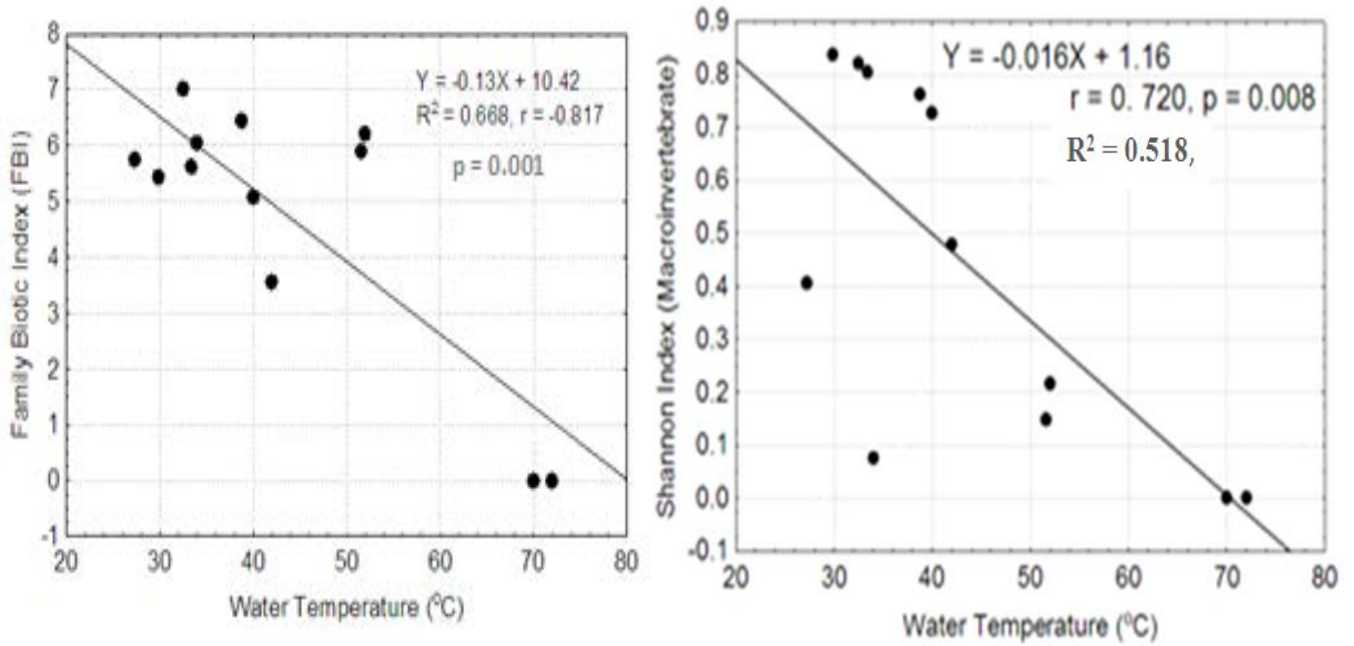 8
7
6
5
4
3
2
1
0
-1
Family Biotic Index (FBI)
Y = -0.13X + 10.42
R² = 0.668, r = -0.817
p = 0.001
20 30 40 50 60 70 80
Water Temperature (⁰C)
0.9
0.8
0.7
0.6
0.5
0.4
0.3
0.2
0.1
0.0
-0.1
Shannon Index (Macroinvertebrate)
Y = -0.016X + 1.16
r = 0. 720, p = 0.008
R² = 0.518,
20 30 40 50 60 70 80
Water Temperature (⁰C)